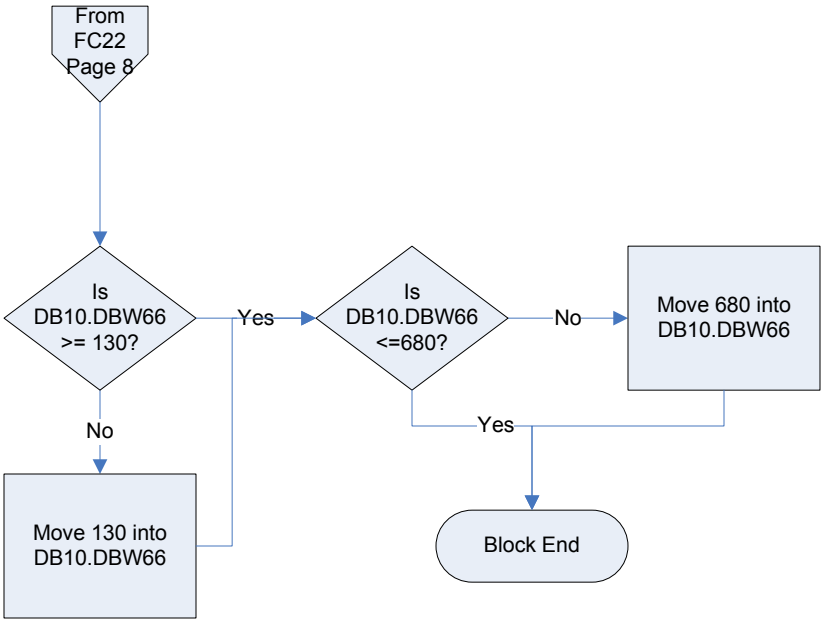 From
FC22
Page 8
Is
DB10.DBW66
>= 130?
Yes
Is
DB10.DBW66
<=680?
No
Move 680 into
DB10.DBW66
No
Yes
Move 130 into
DB10.DBW66
Block End